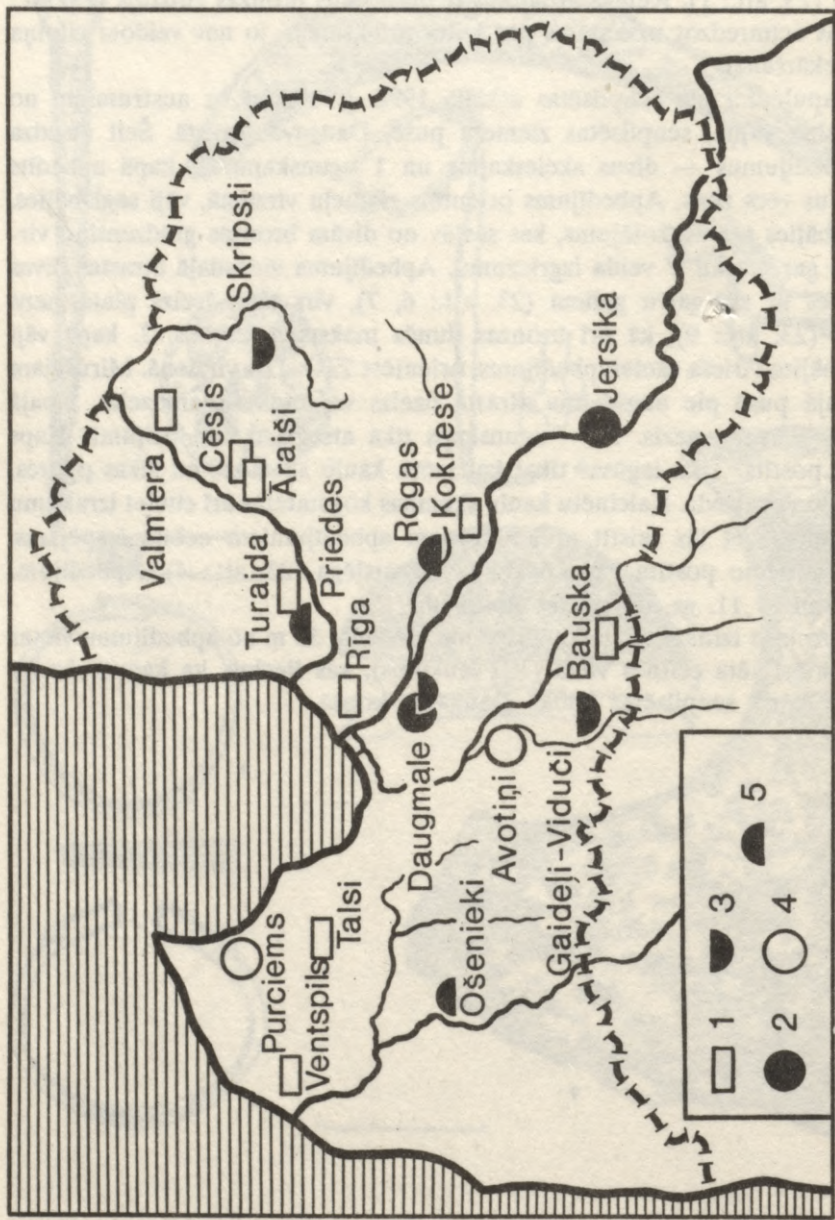 Purciems
Ventspils
Talsi
Valmiera
Cēsis
Āraiši
Skripsti
Turaida
Priedes
Rīga
Koknese
Daugmale
Jersika
Ošenieki
Avotiņi
Gaideļi-Viduči
Bauska
1
3
5
2
4